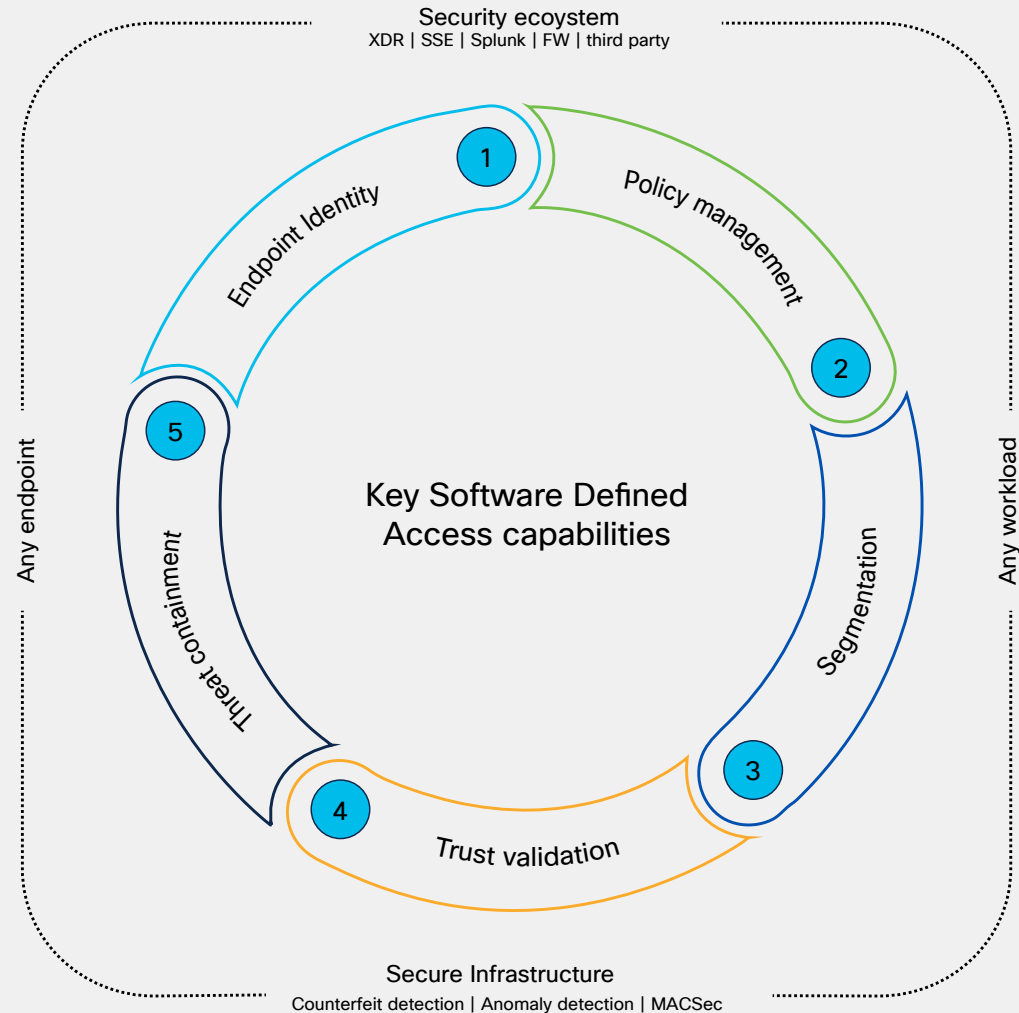 Security ecoystem
XDR | SSE | Splunk | FW | third party
1
Endpoint Identity
Policy management
2
Segmentation
3
Trust validation
4
Threat containment
5
Key Software Defined
Access capabilities
Any endpoint
Any workload
Secure Infrastructure
Counterfeit detection | Anomaly detection | MACSec